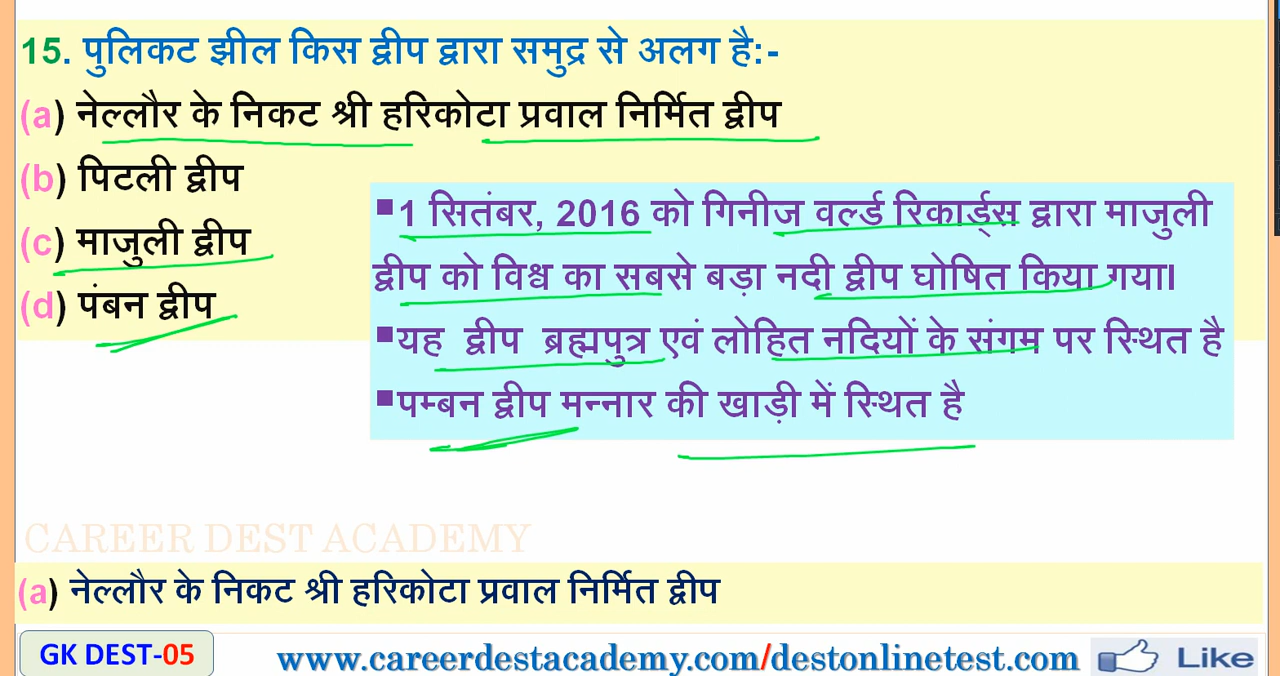 15. पुलिकट झील किस द्वीप द्वारा समुद्र से अलग है:-
(a) नेल्लौर के निकट श्री हरिकोटा प्रवाल निर्मित द्वीप
(b) पिटली द्वीप
(c) माजुली द्वीप
(d) पंबन द्वीप
▪1 सितंबर, 2016 को गिनीज वर्ल्ड रिकार्ड्स द्वारा माजुली
द्वीप को विश्व का सबसे बड़ा नदी द्वीप घोषित किया गया।
▪यह द्वीप ब्रह्मपुत्र एवं लोहित नदियों के संगम पर स्थित है
▪पम्बन द्वीप मन्नार की खाड़ी में स्थित है
CAREER DEST ACADEMY
(a) नेल्लौर के निकट श्री हरिकोटा प्रवाल निर्मित द्वीप
GK DEST-05
www.careerdestacademy.com/destonlinetest.com
Like